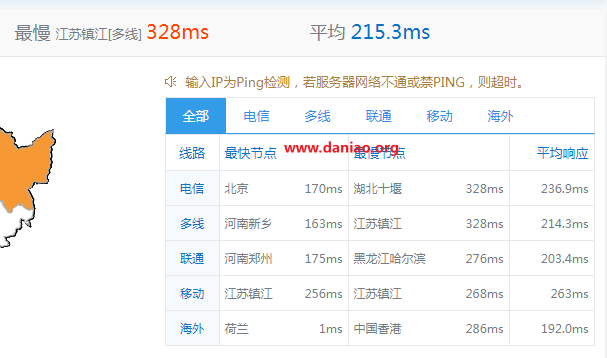 最慢 江苏镇江[多线] 328ms 平均 215.3ms
输入IP为Ping检测，若服务器网络不通或禁PING，则超时。
全部 电信 多线 联通 移动 海外
www.daniao.org
线路 最快节点 最慢节点 平均响应
电信 北京 170ms 湖北十堰 328ms 236.9ms
多线 河南新乡 163ms 江苏镇江 328ms 214.3ms
联通 河南郑州 175ms 黑龙江哈尔滨 276ms 203.4ms
移动 江苏镇江 256ms 江苏镇江 268ms 263ms
海外 荷兰 1ms 中国香港 286ms 192.0ms